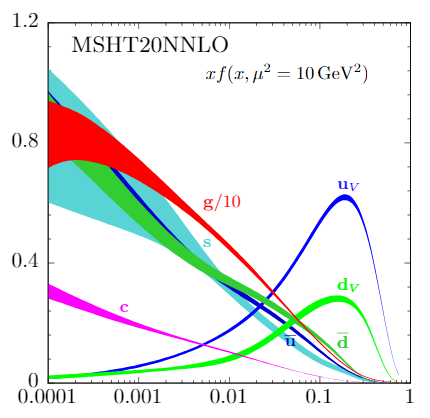 1.2
MSHT20NNLO
xf(x, μ² = 10 GeV²)
0.8
u_V
g/10
s
0.4
d_V
c
ū
d̄
0
0.0001
0.001
0.01
0.1
1